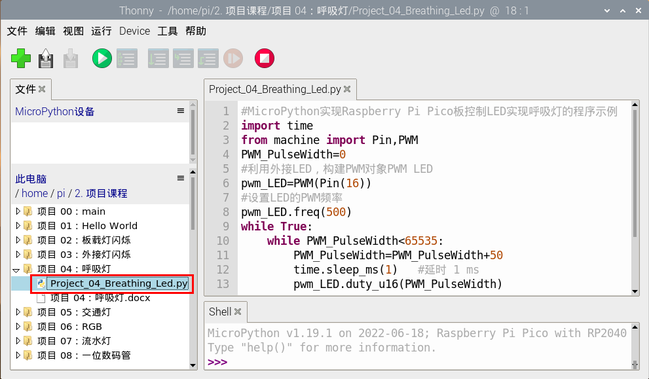 Thonny - /home/pi/2. 项目课程/项目 04：呼吸灯/Project_04_Breathing_Led.py @ 18 : 1
文件 编辑 视图 运行 Device 工具 帮助
文件
MicroPython设备
此电脑
/ home / pi / 2. 项目课程
项目 00：main
项目 01：Hello World
项目 02：板载灯闪烁
项目 03：外接灯闪烁
项目 04：呼吸灯
Project_04_Breathing_Led.py
项目 04：呼吸灯.docx
项目 05：交通灯
项目 06：RGB
项目 07：流水灯
项目 08：一位数码管
Project_04_Breathing_Led.py
1 #MicroPython实现Raspberry Pi Pico板控制LED实现呼吸灯的程序示例
2 import time
3 from machine import Pin,PWM
4 PWM_PulseWidth=0
5 #利用外接LED，构建PWM对象PWM LED
6 pwm_LED=PWM(Pin(16))
7 #设置LED的PWM频率
8 pwm_LED.freq(500)
9 while True:
10 while PWM_PulseWidth<65535:
11 PWM_PulseWidth=PWM_PulseWidth+50
12 time.sleep_ms(1) #延时 1 ms
13 pwm_LED.duty_u16(PWM_PulseWidth)
Shell
MicroPython v1.19.1 on 2022-06-18; Raspberry Pi Pico with RP2040
Type "help()" for more information.
>>>